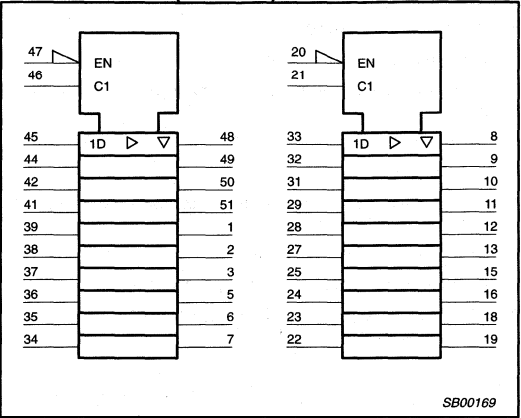 47 EN 20 EN
46 C1 21 C1
45 1D 48 33 1D 8
44 49 32 9
42 50 31 10
41 51 29 11
39 1 28 12
38 2 27 13
37 3 25 15
36 5 24 16
35 6 23 18
34 7 22 19
SB00169